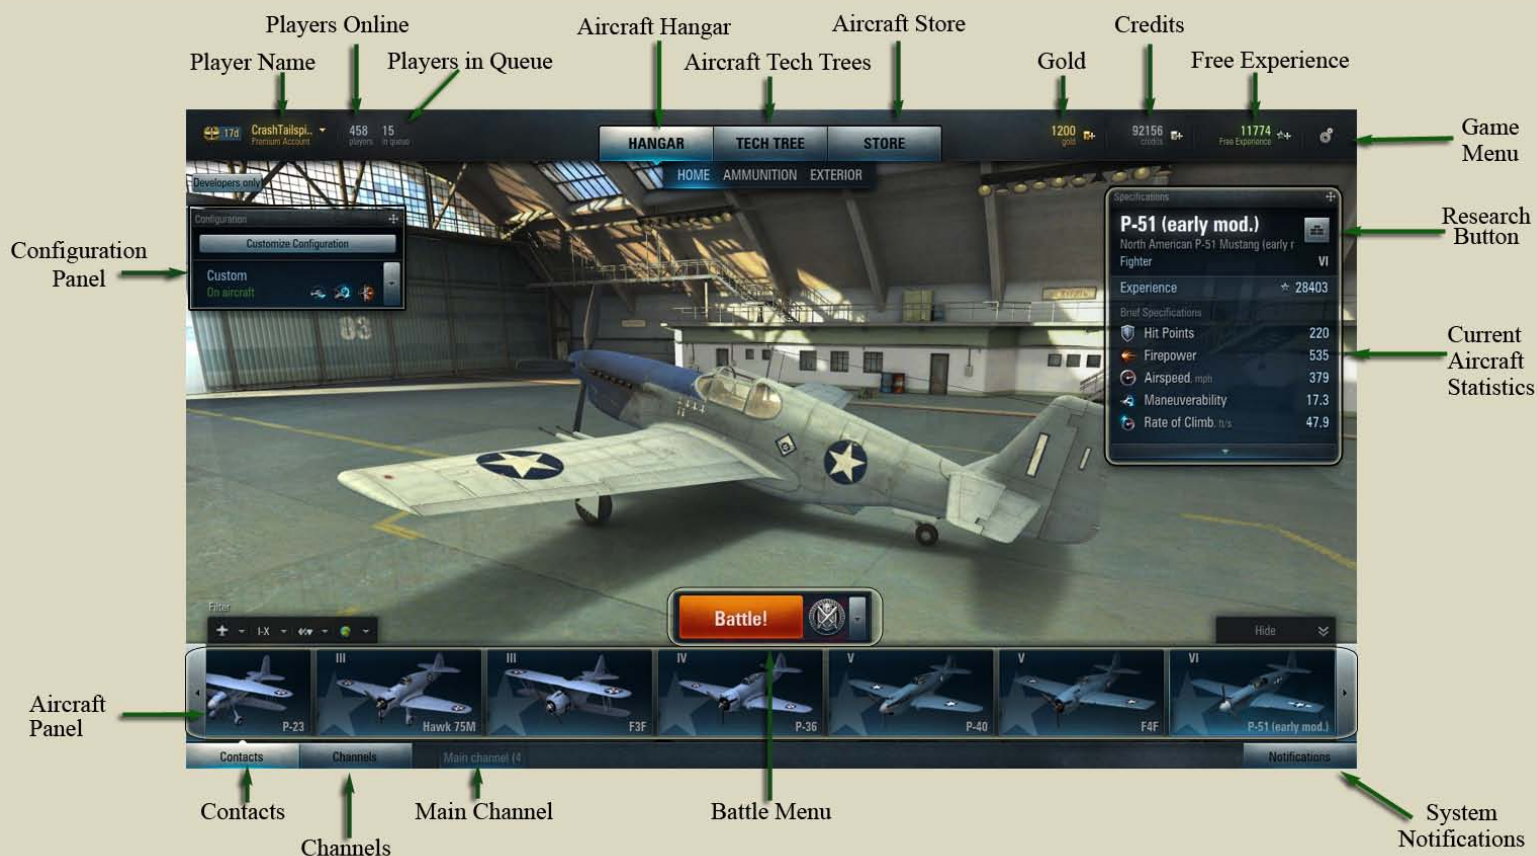 Players Online
Aircraft Hangar
Aircraft Store
Credits
Player Name
Players in Queue
Aircraft Tech Trees
Gold
Free Experience
17d
CrashTailspi..
Premium Account
458
players
15
in queue
HANGAR
TECH TREE
STORE
1200
gold
92156
credits
11774
Free Experience
Game
Menu
HOME
AMMUNITION
EXTERIOR
Developers only
Configuration
Customize Configuration
Custom
On aircraft
Configuration
Panel
Specifications
P-51 (early mod.)
North American P-51 Mustang (early r
Fighter
VI
Experience
28403
Brief Specifications
Hit Points
220
Firepower
535
Airspeed, mph
379
Maneuverability
17.3
Rate of Climb, ft/s
47.9
Research
Button
Current
Aircraft
Statistics
03
Filter
I-X
Battle!
Hide
Aircraft
Panel
P-23
III
Hawk 75M
III
F3F
IV
P-36
V
P-40
V
F4F
VI
P-51 (early mod.)
Contacts
Channels
Main channel (4
Notifications
Contacts
Channels
Main Channel
Battle Menu
System
Notifications